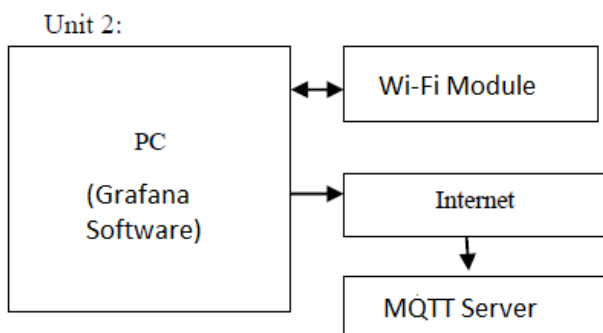 Unit 2:
Wi-Fi Module
PC
(Grafana
Software)
Internet
MQTT Server